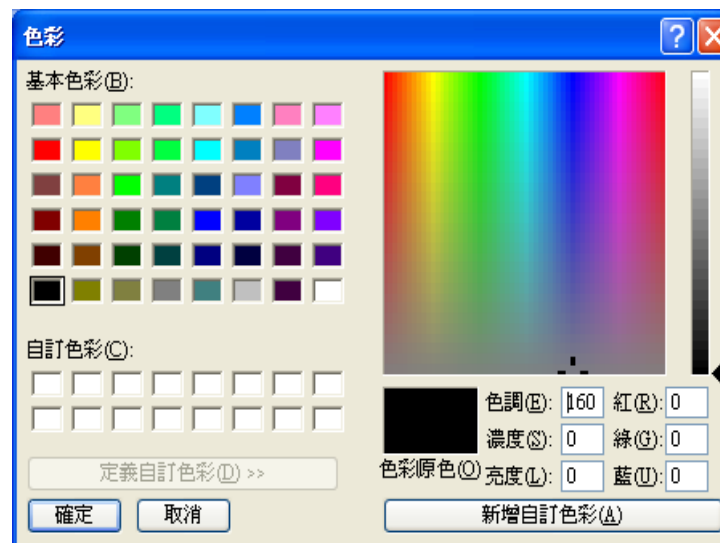 色彩
基本色彩(B):
自訂色彩(C):
定義自訂色彩(D) >>
確定 取消
色彩原色(O)
色調(E): 160 紅(R): 0
濃度(S): 0 綠(G): 0
亮度(L): 0 藍(U): 0
新增自訂色彩(A)